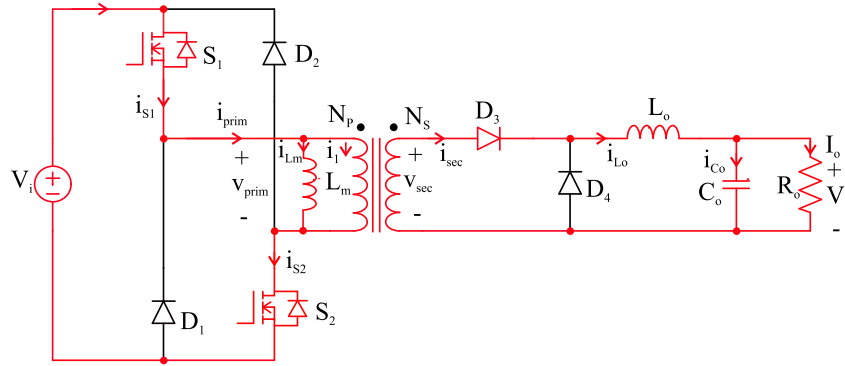 S1
D2
iS1
iprim
NP
NS
D3
Lo
iLm
i1
isec
iLo
iCo
Io
Vi
+
vprim
-
Lm
+
vsec
-
D4
Co
Ro
+
V
-
iS2
D1
S2